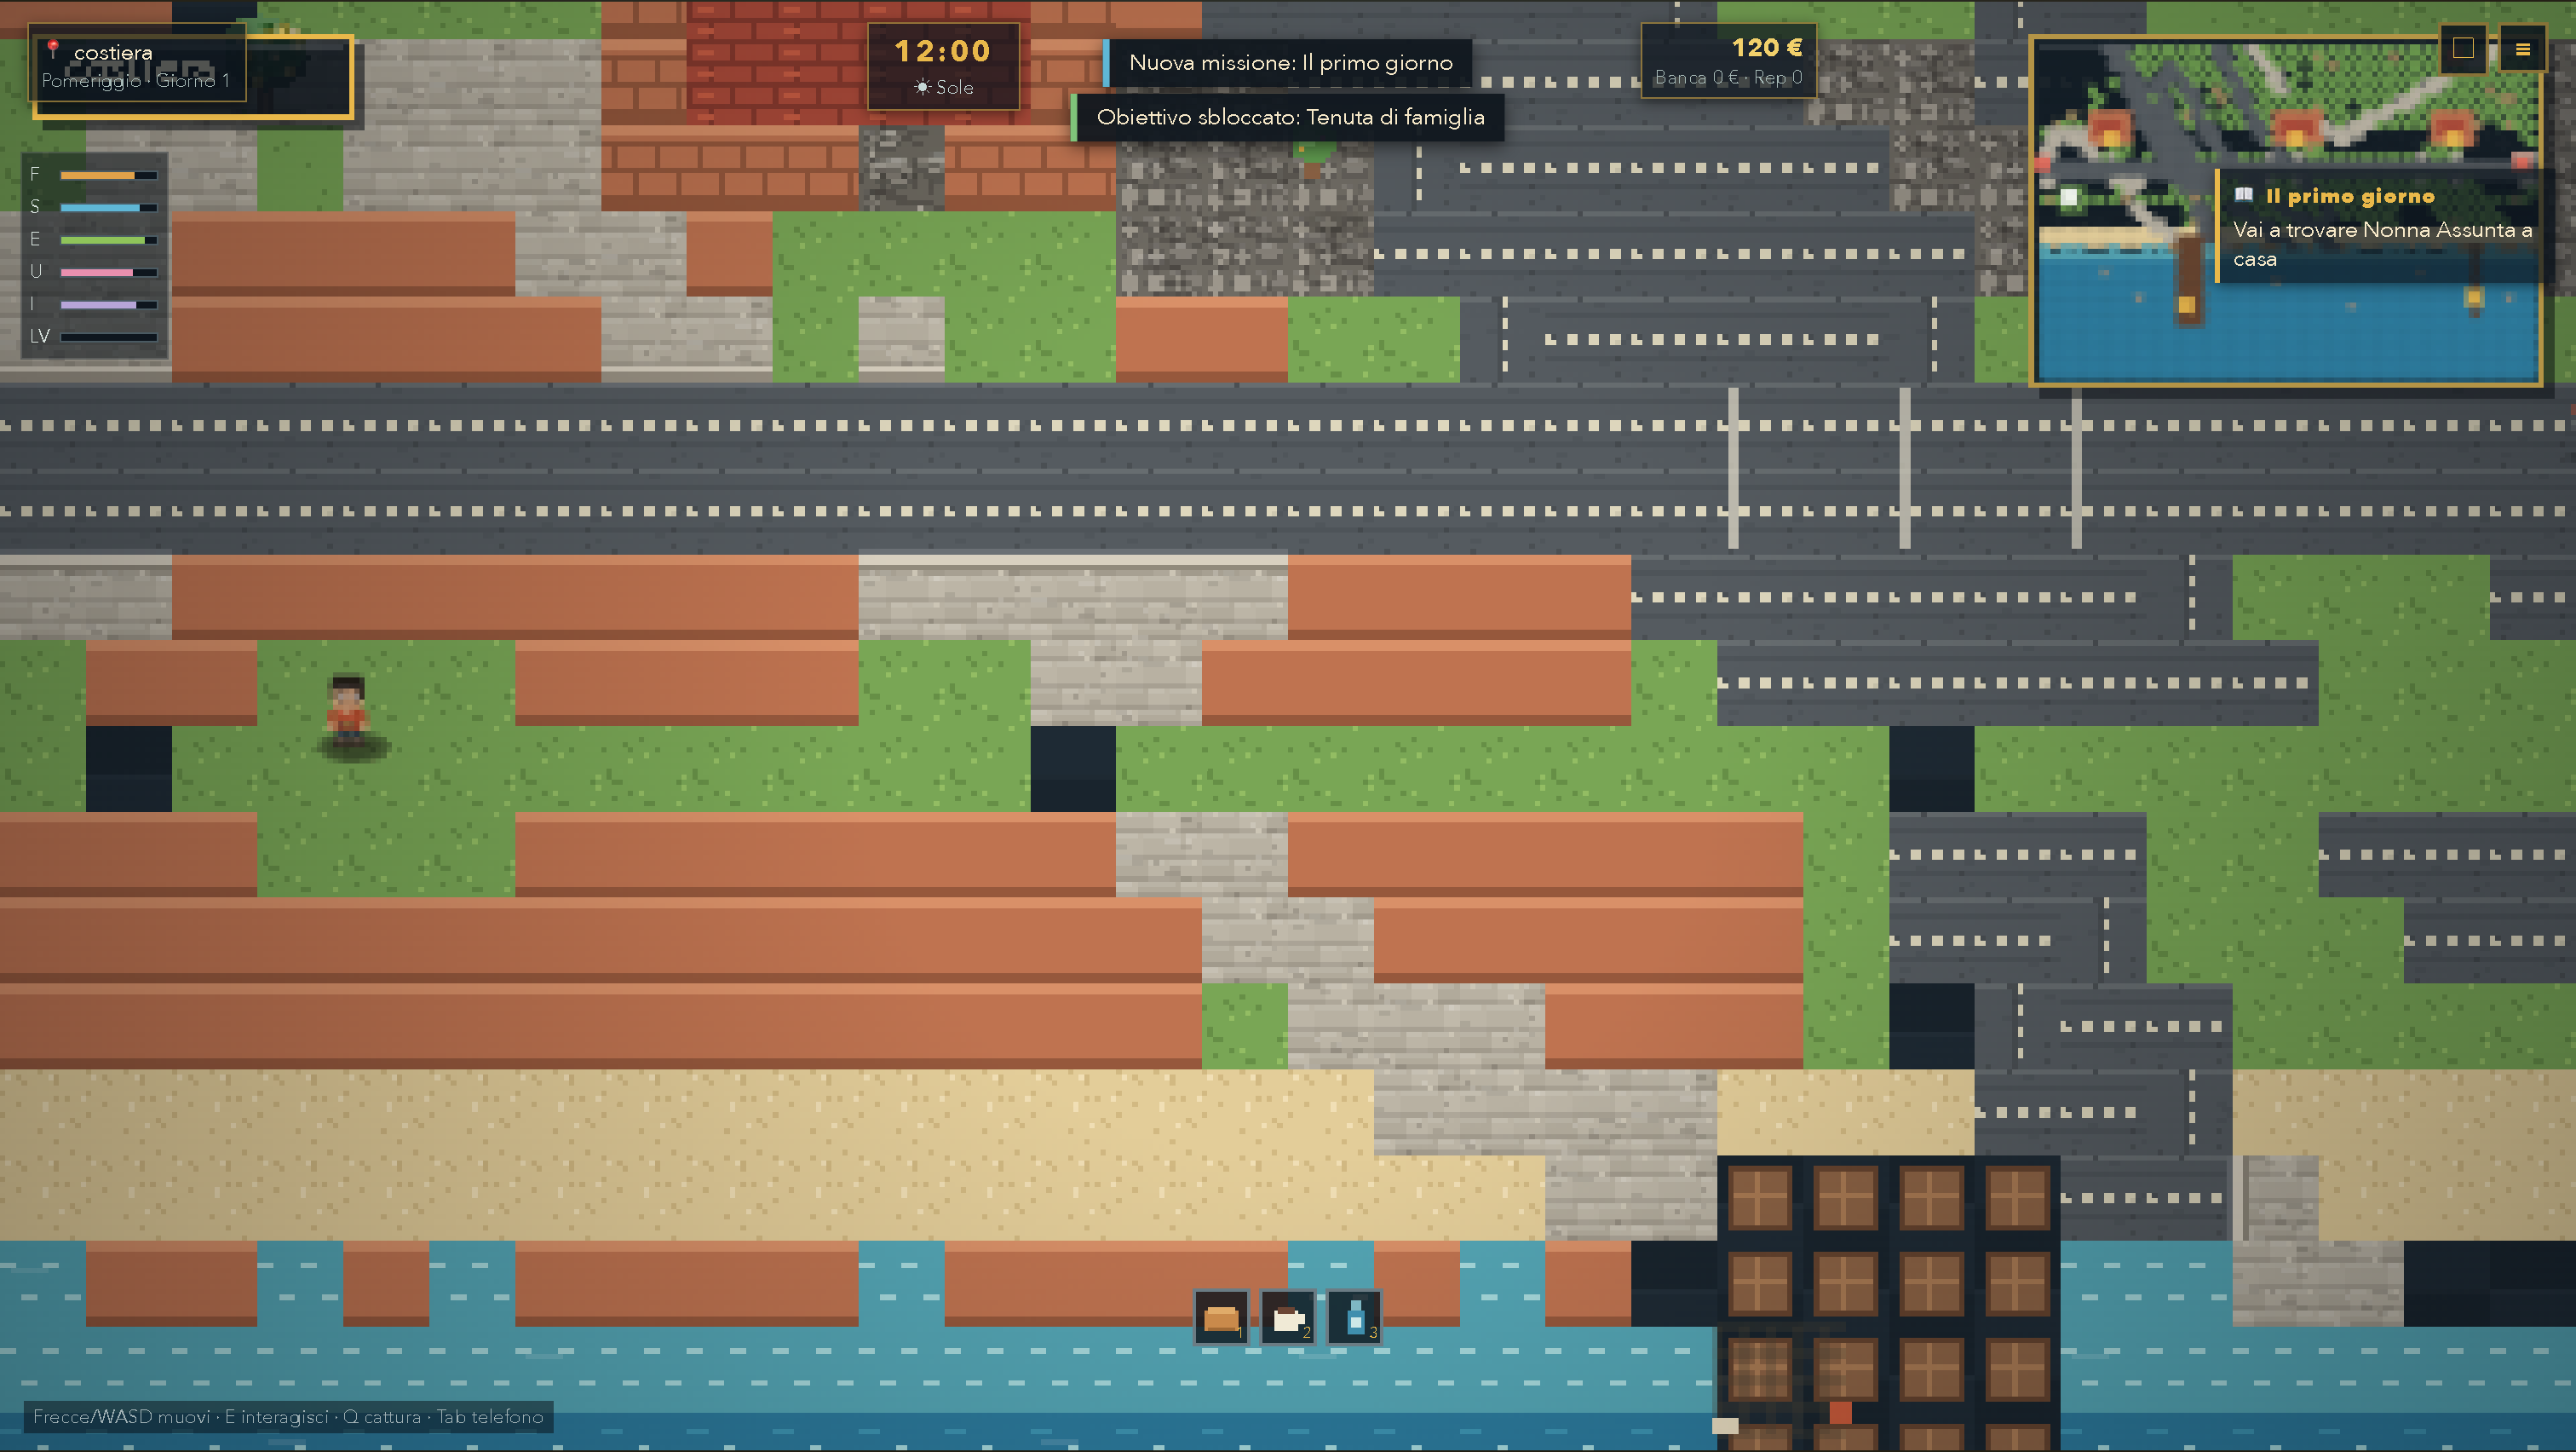 costiera
Pomeriggio · Giorno 1
12:00
Sole
Nuova missione: Il primo giorno
Obiettivo sbloccato: Tenuta di famiglia
120 €
Banca 0 € · Rep 0
≡
Il primo giorno
Vai a trovare Nonna Assunta a
casa
F
S
E
U
I
LV
1
2
3
Frecce/WASD muovi · E interagisci · Q cattura · Tab telefono